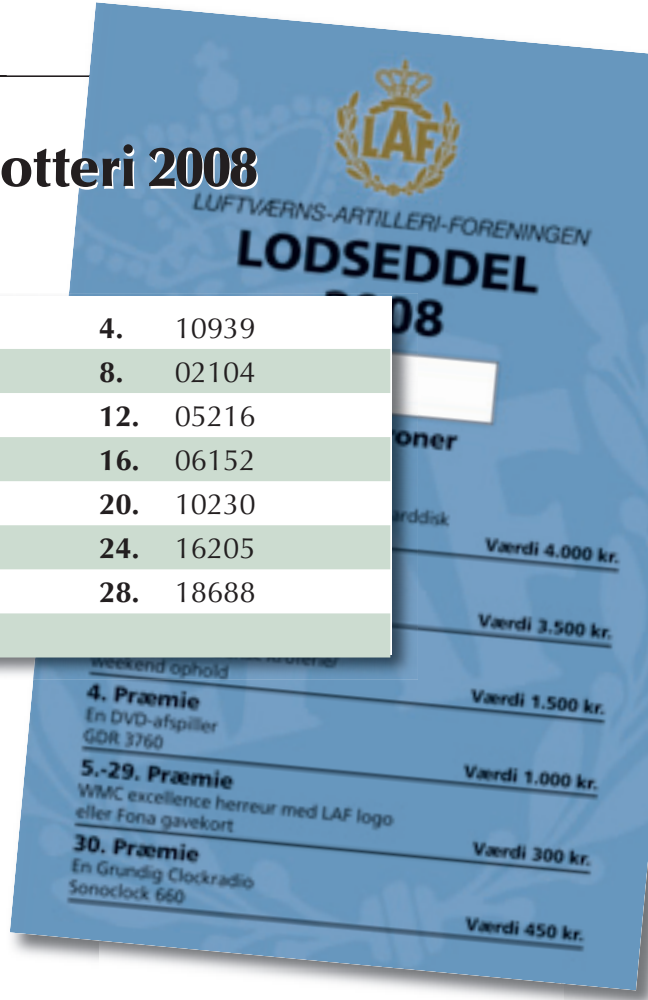 otteri 2008
LAF
LUFTVÆRNS-ARTILLERI-FORENINGEN
LODSEDDEL
08
4. 10939
8. 02104
12. 05216
16. 06152
20. 10230
24. 16205
28. 18688
oner
arddisk
Værdi 4.000 kr.
Værdi 3.500 kr.
weekend ophold
Værdi 1.500 kr.
4. Præmie
En DVD-afspiller
GDR 3760
Værdi 1.000 kr.
5.-29. Præmie
WMC excellence herreur med LAF logo
eller Fona gavekort
Værdi 300 kr.
30. Præmie
En Grundig Clockradio
Sonoclock 660
Værdi 450 kr.